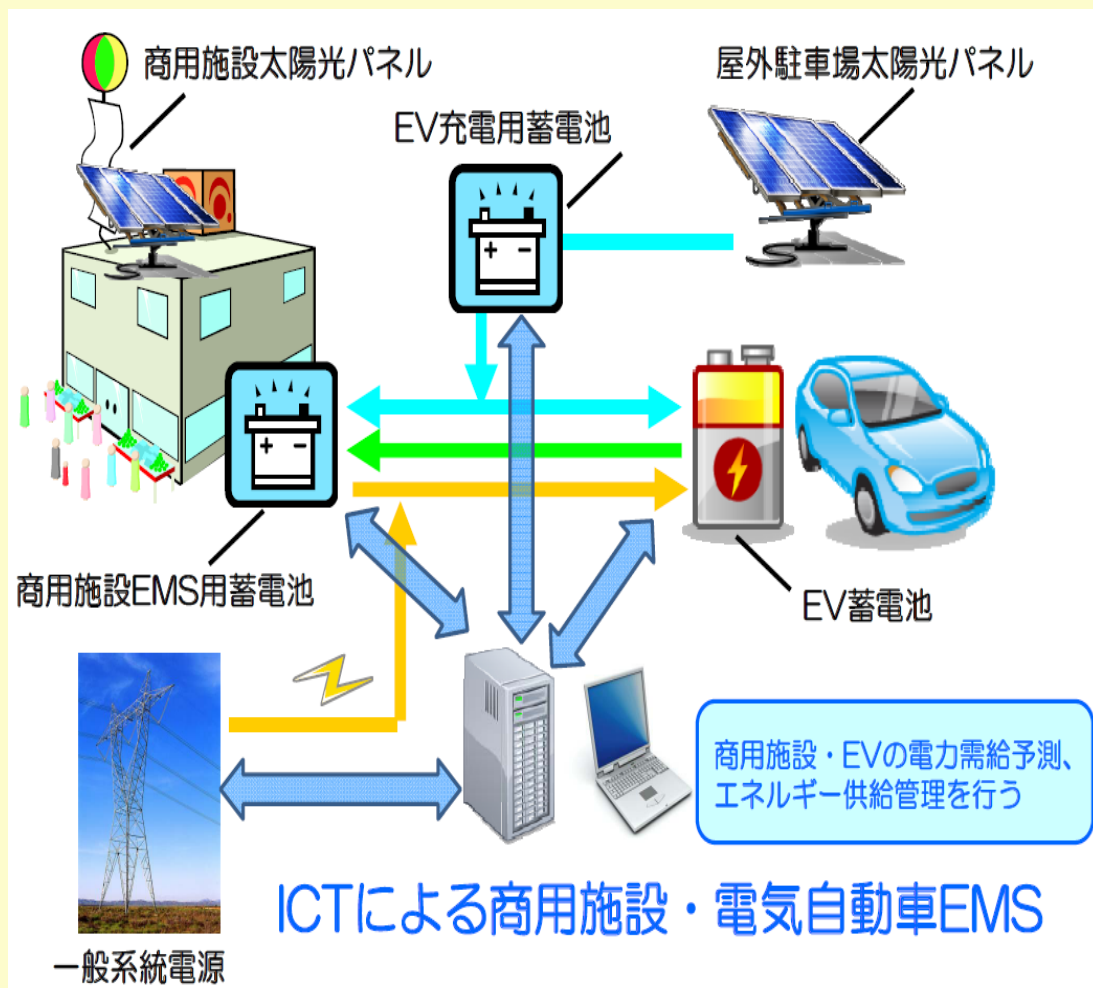 商用施設太陽光パネル
屋外駐車場太陽光パネル
EV充電用蓄電池
商用施設EMS用蓄電池
EV蓄電池
商用施設・EVの電力需給予測、
エネルギー供給管理を行う
ICTによる商用施設・電気自動車EMS
一般系統電源